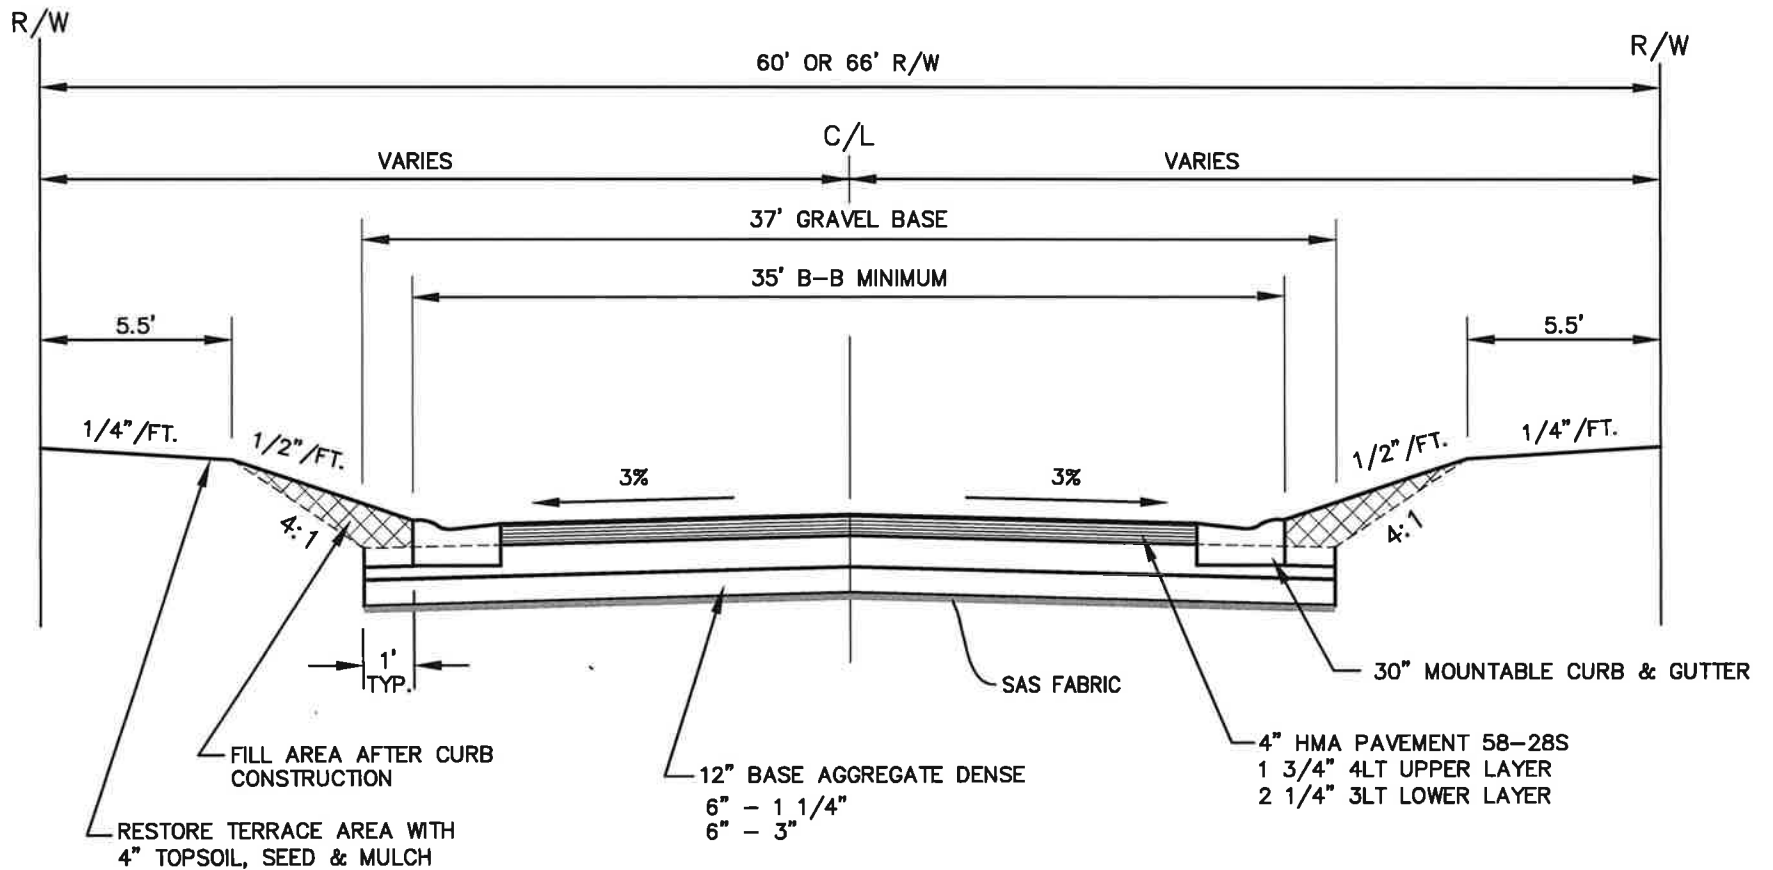 R/W
R/W
60' OR 66' R/W
C/L
VARIES
VARIES
37' GRAVEL BASE
35' B-B MINIMUM
5.5'
5.5'
1/4"/FT.
1/2"/FT.
1/2"/FT.
1/4"/FT.
3%
3%
4:1
4:1
1'
TYP.
SAS FABRIC
30" MOUNTABLE CURB & GUTTER
FILL AREA AFTER CURB
CONSTRUCTION
12" BASE AGGREGATE DENSE
6" - 1 1/4"
6" - 3"
4" HMA PAVEMENT 58-28S
1 3/4" 4LT UPPER LAYER
2 1/4" 3LT LOWER LAYER
RESTORE TERRACE AREA WITH
4" TOPSOIL, SEED & MULCH